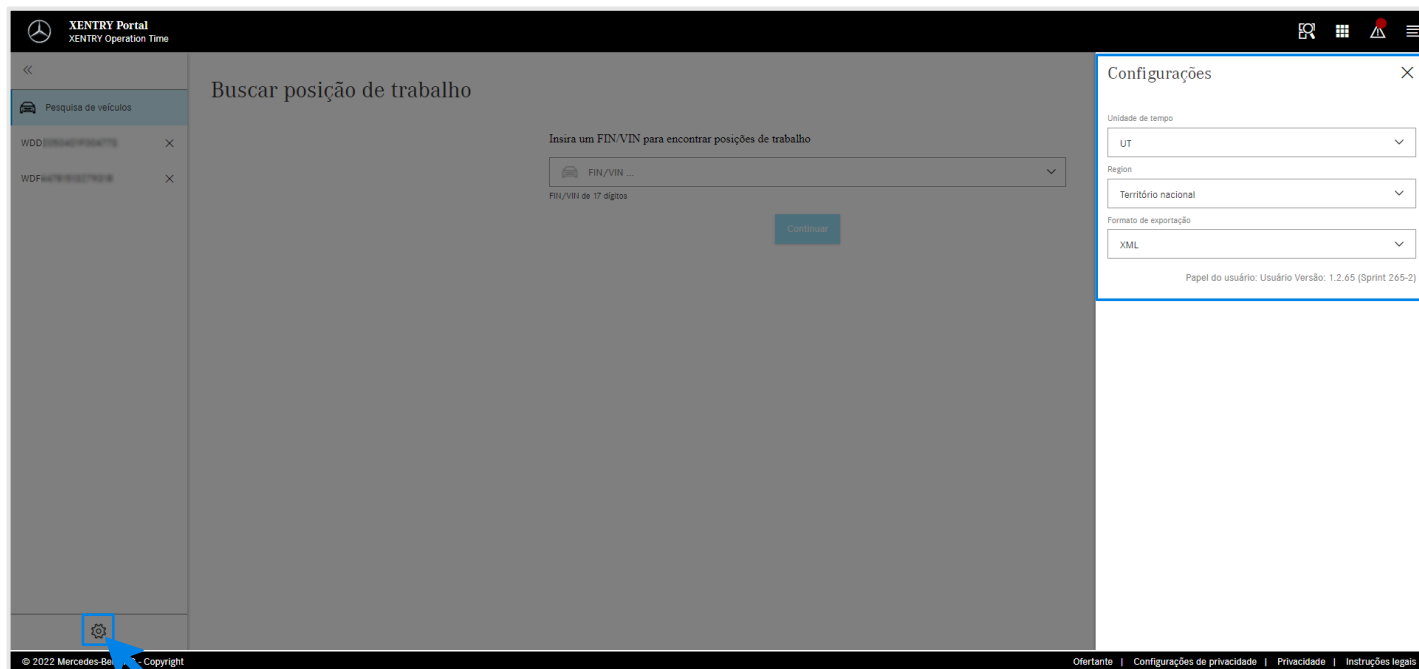 XENTRY Portal
XENTRY Operation Time
Pesquisa de veículos
WDD
WDF
Buscar posição de trabalho
Insira um FIN/VIN para encontrar posições de trabalho
FIN/VIN ...
FIN/VIN de 17 dígitos
Continuar
Configurações
Unidade de tempo
UT
Region
Território nacional
Formato de exportação
XML
Papel do usuário: Usuário Versão: 1.2.65 (Sprint 265-2)
© 2022 Mercedes-Be - Copyright
Ofertante | Configurações de privacidade | Privacidade | Instruções legais